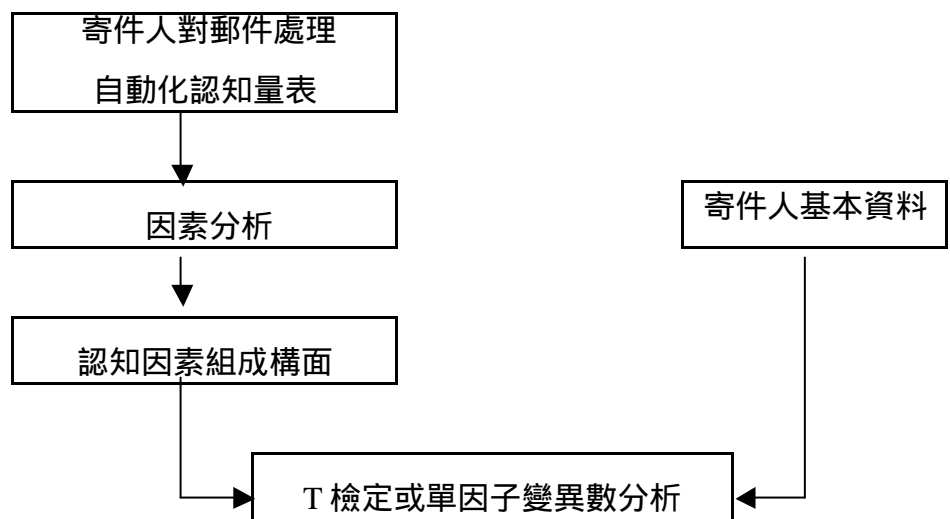 寄件人對郵件處理
自動化認知量表
因素分析
寄件人基本資料
認知因素組成構面
T 檢定或單因子變異數分析